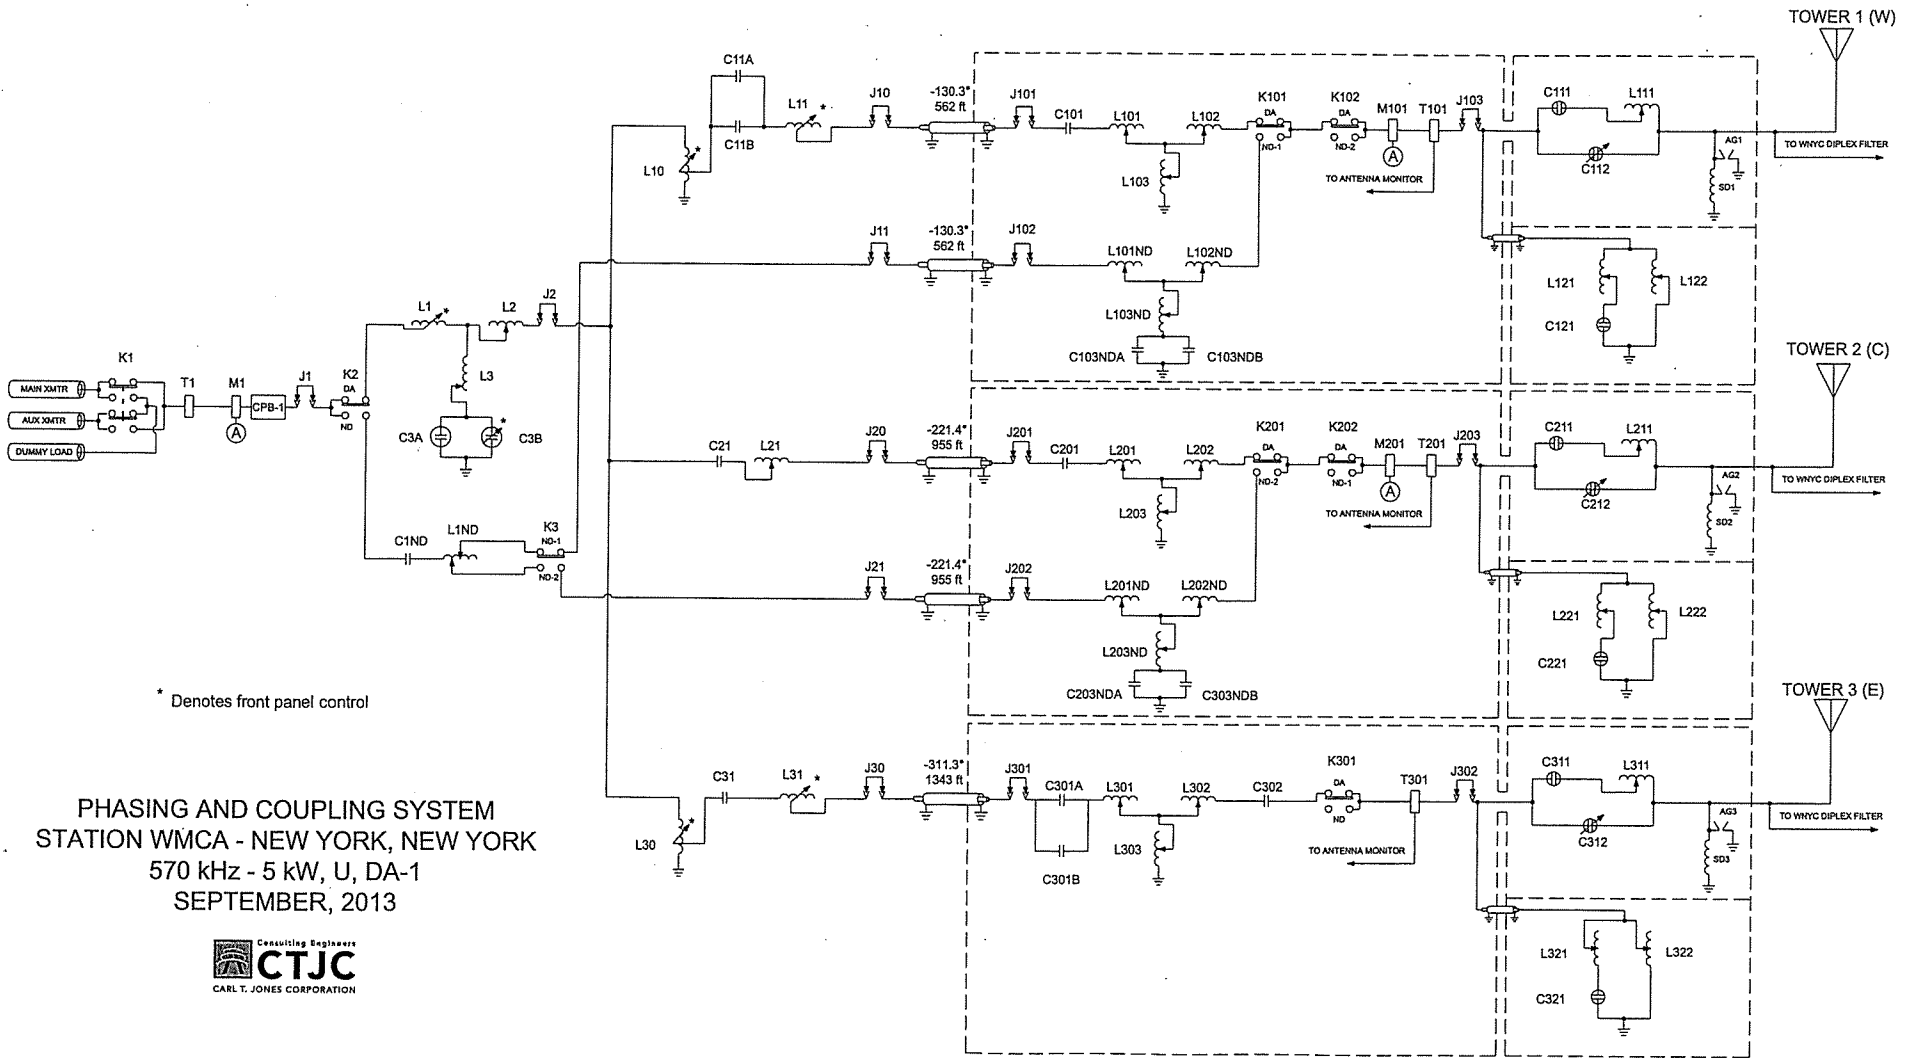 TOWER 1 (W)
C11A
L11 *
J10
-130.3°
562 ft
J101
C101
L101
L102
K101
DA
ND-1
K102
DA
ND-2
M101
A
T101
J103
C111
L111
C112
AG1
SD1
TO WNYC DIPLEX FILTER
C11B
L10
*
L103
TO ANTENNA MONITOR
J11
-130.3°
562 ft
J102
L101ND
L102ND
L103ND
C103NDA
C103NDB
L121
L122
C121
TOWER 2 (C)
K1
MAIN XMTR
AUX XMTR
DUMMY LOAD
T1
M1
A
CPB-1
J1
K2
DA
ND
L1 *
L2
J2
L3
C3A
*
C3B
C21
L21
J20
-221.4°
955 ft
J201
C201
L201
L202
K201
DA
ND-2
K202
DA
ND-1
M201
A
T201
J203
C211
L211
C212
AG2
SD2
TO WNYC DIPLEX FILTER
L203
TO ANTENNA MONITOR
C1ND
L1ND
K3
ND-1
ND-2
J21
-221.4°
955 ft
J202
L201ND
L202ND
L203ND
C203NDA
C303NDB
L221
L222
C221
TOWER 3 (E)
* Denotes front panel control
C31
L31 *
J30
-311.3°
1343 ft
J301
C301A
L301
L302
C302
K301
DA
ND
T301
J302
C311
L311
C312
AG3
SD3
TO WNYC DIPLEX FILTER
L30
*
C301B
L303
TO ANTENNA MONITOR
L321
L322
C321
PHASING AND COUPLING SYSTEM
STATION WMCA - NEW YORK, NEW YORK
570 kHz - 5 kW, U, DA-1
SEPTEMBER, 2013
Consulting Engineers
CTJC
CARL T. JONES CORPORATION